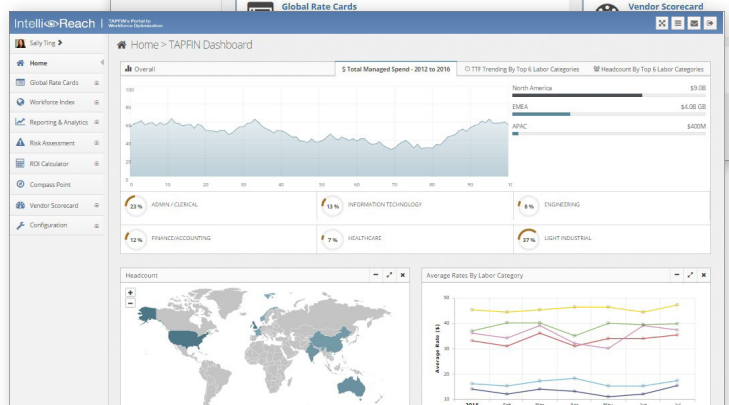 Global Rate Cards
Vendor Scorecard
IntelliReach
TAPFIN's Portal to
Workforce Optimization
Sally Ting
Home > TAPFIN Dashboard
Home
Global Rate Cards
Workforce Index
Reporting & Analytics
Risk Assessment
ROI Calculator
Compass Point
Vendor Scorecard
Configuration
Overall
$ Total Managed Spend - 2012 to 2016
TTF Trending By Top 6 Labor Categories
Headcount By Top 6 Labor Categories
100
80
60
40
20
0
0 10 20 30 40 50 60 70 80 90
North America $9.0B
EMEA $4.0B GB
APAC $400M
23 % ADMIN / CLERICAL
13 % INFORMATION TECHNOLOGY
8 % ENGINEERING
12 % FINANCE/ACCOUNTING
7 % HEALTHCARE
37 % LIGHT INDUSTRIAL
Headcount
+
−
Average Rates By Labor Category
Average Rate ($)
50
40
30
20
10